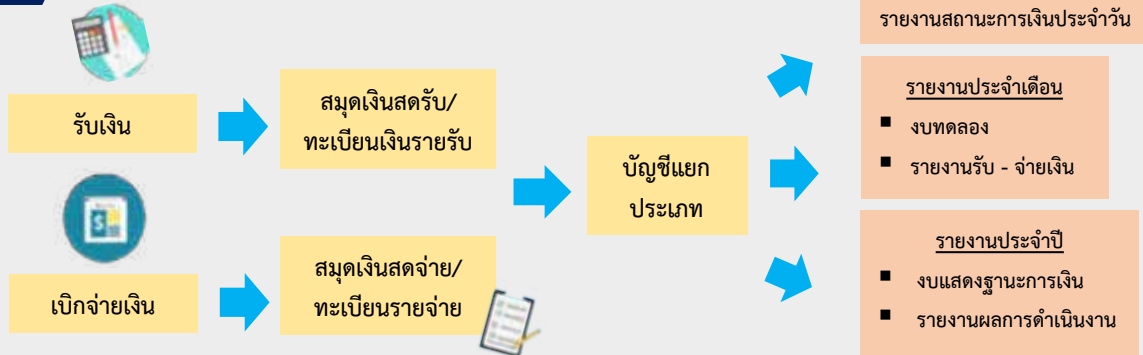 รับเงิน
สมุดเงินสดรับ/
ทะเบียนเงินรายรับ
เบิกจ่ายเงิน
สมุดเงินสดจ่าย/
ทะเบียนรายจ่าย
บัญชีแยก
ประเภท
รายงานสถานะการเงินประจำวัน
รายงานประจำเดือน
▪ งบทดลอง
▪ รายงานรับ - จ่ายเงิน
รายงานประจำปี
▪ งบแสดงฐานะการเงิน
▪ รายงานผลการดำเนินงาน